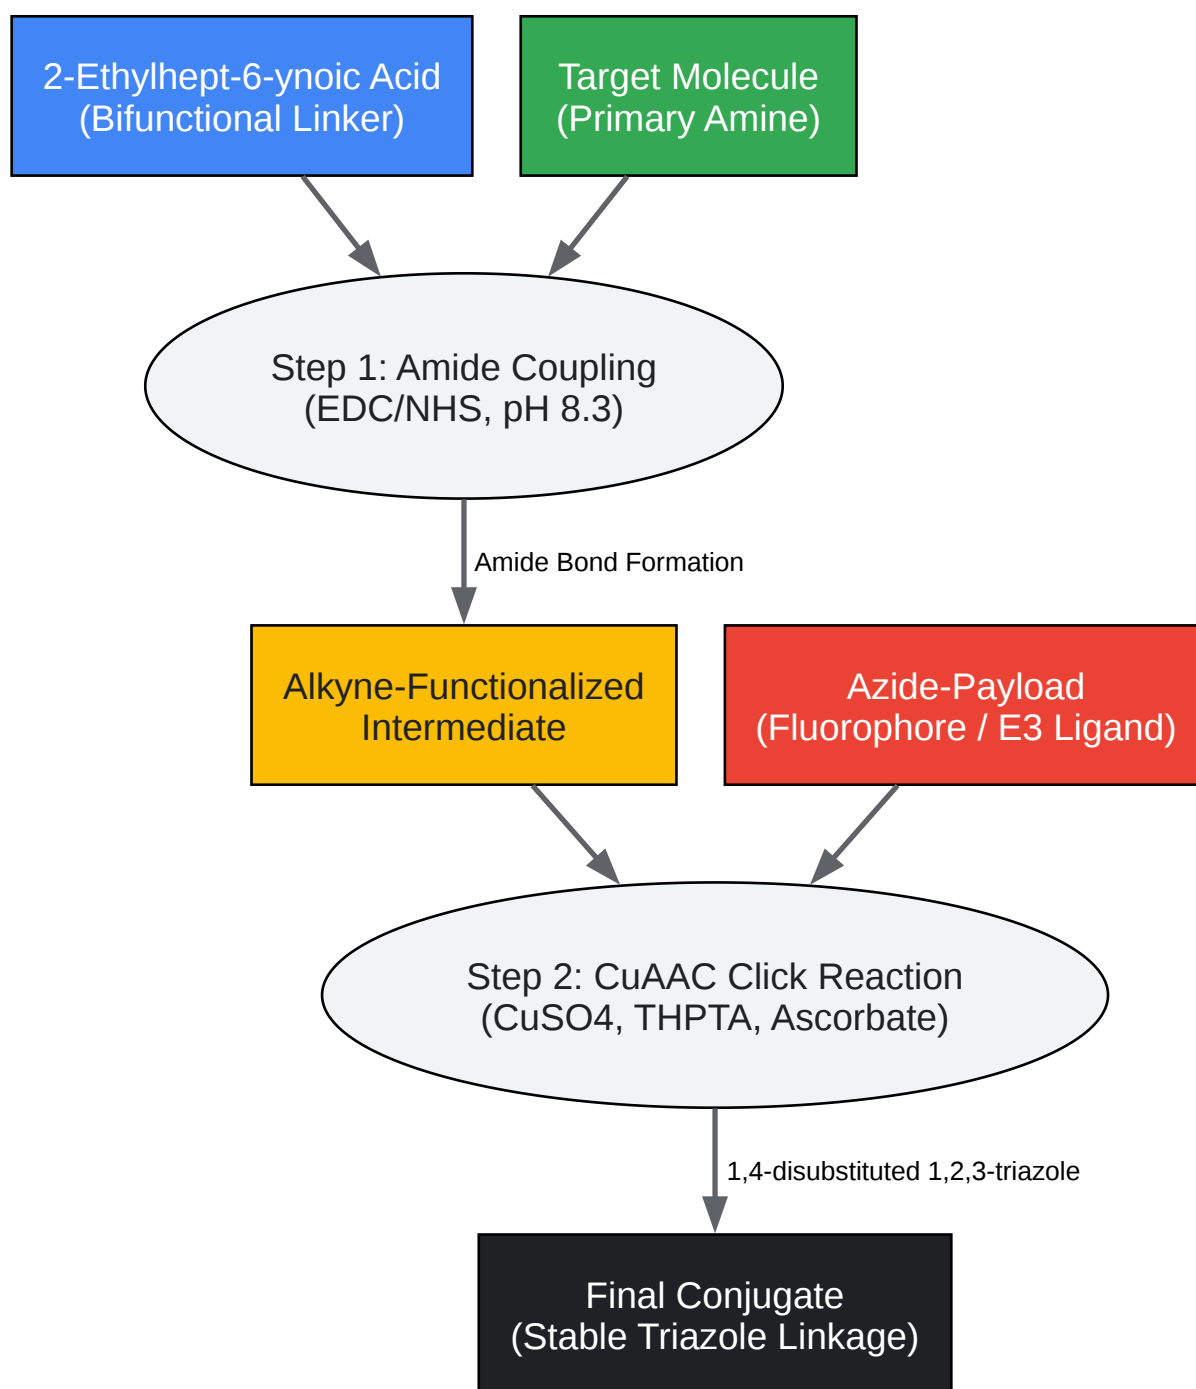 2-Ethylhept-6-ynoic Acid
(Bifunctional Linker)
Target Molecule
(Primary Amine)
Step 1: Amide Coupling
(EDC/NHS, pH 8.3)
Amide Bond Formation
Alkyne-Functionalized
Intermediate
Azide-Payload
(Fluorophore / E3 Ligand)
Step 2: CuAAC Click Reaction
(CuSO4, THPTA, Ascorbate)
1,4-disubstituted 1,2,3-triazole
Final Conjugate
(Stable Triazole Linkage)